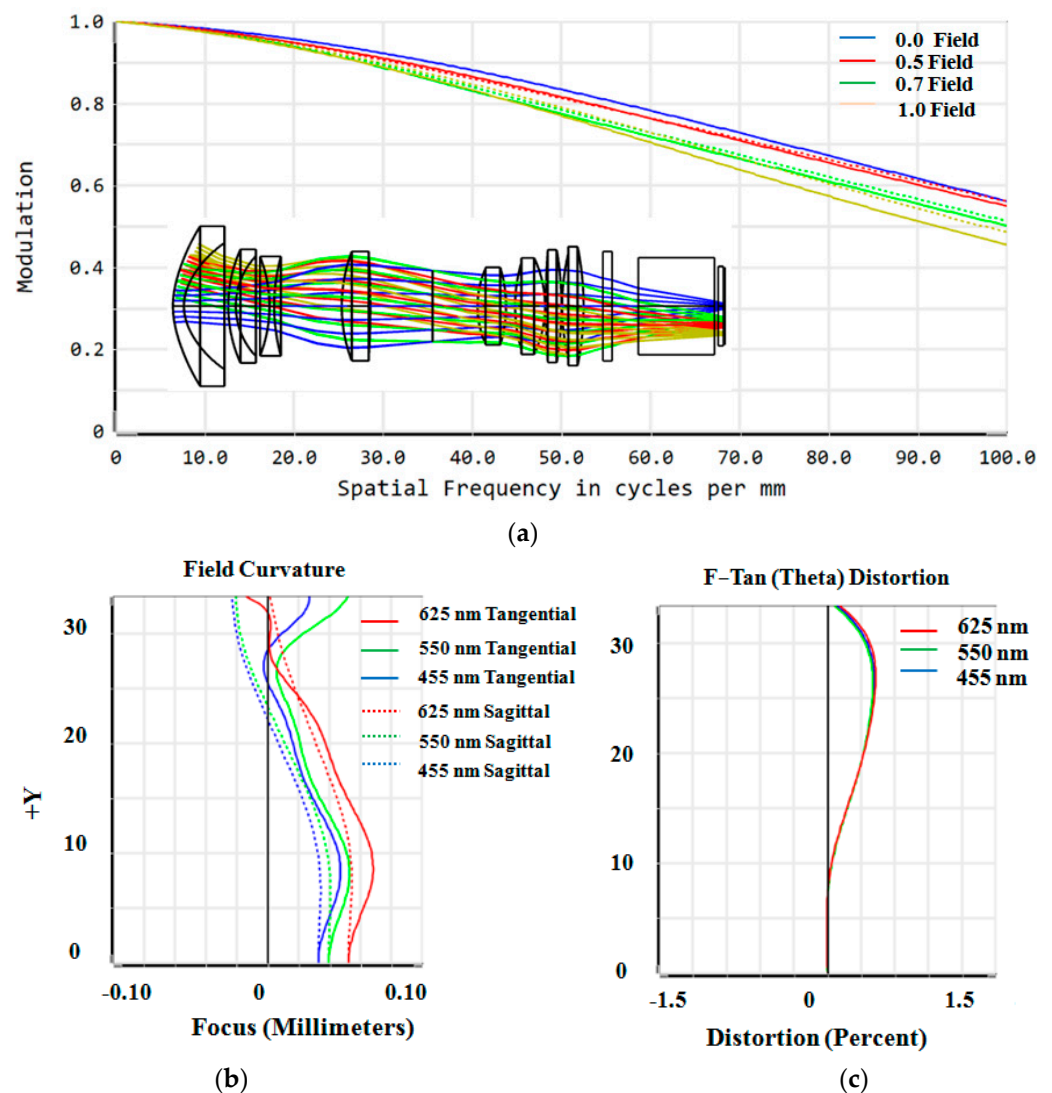 1.0
0.8
0.6
0.4
0.2
0
Modulation
0.0 Field
0.5 Field
0.7 Field
1.0 Field
0 10.0 20.0 30.0 40.0 50.0 60.0 70.0 80.0 90.0 100.0
Spatial Frequency in cycles per mm
(a)
Field Curvature
30
20
10
0
+Y
625 nm Tangential
550 nm Tangential
455 nm Tangential
625 nm Sagittal
550 nm Sagittal
455 nm Sagittal
-0.10 0 0.10
Focus (Millimeters)
(b)
F–Tan (Theta) Distortion
30
20
10
0
625 nm
550 nm
455 nm
-1.5 0 1.5
Distortion (Percent)
(c)